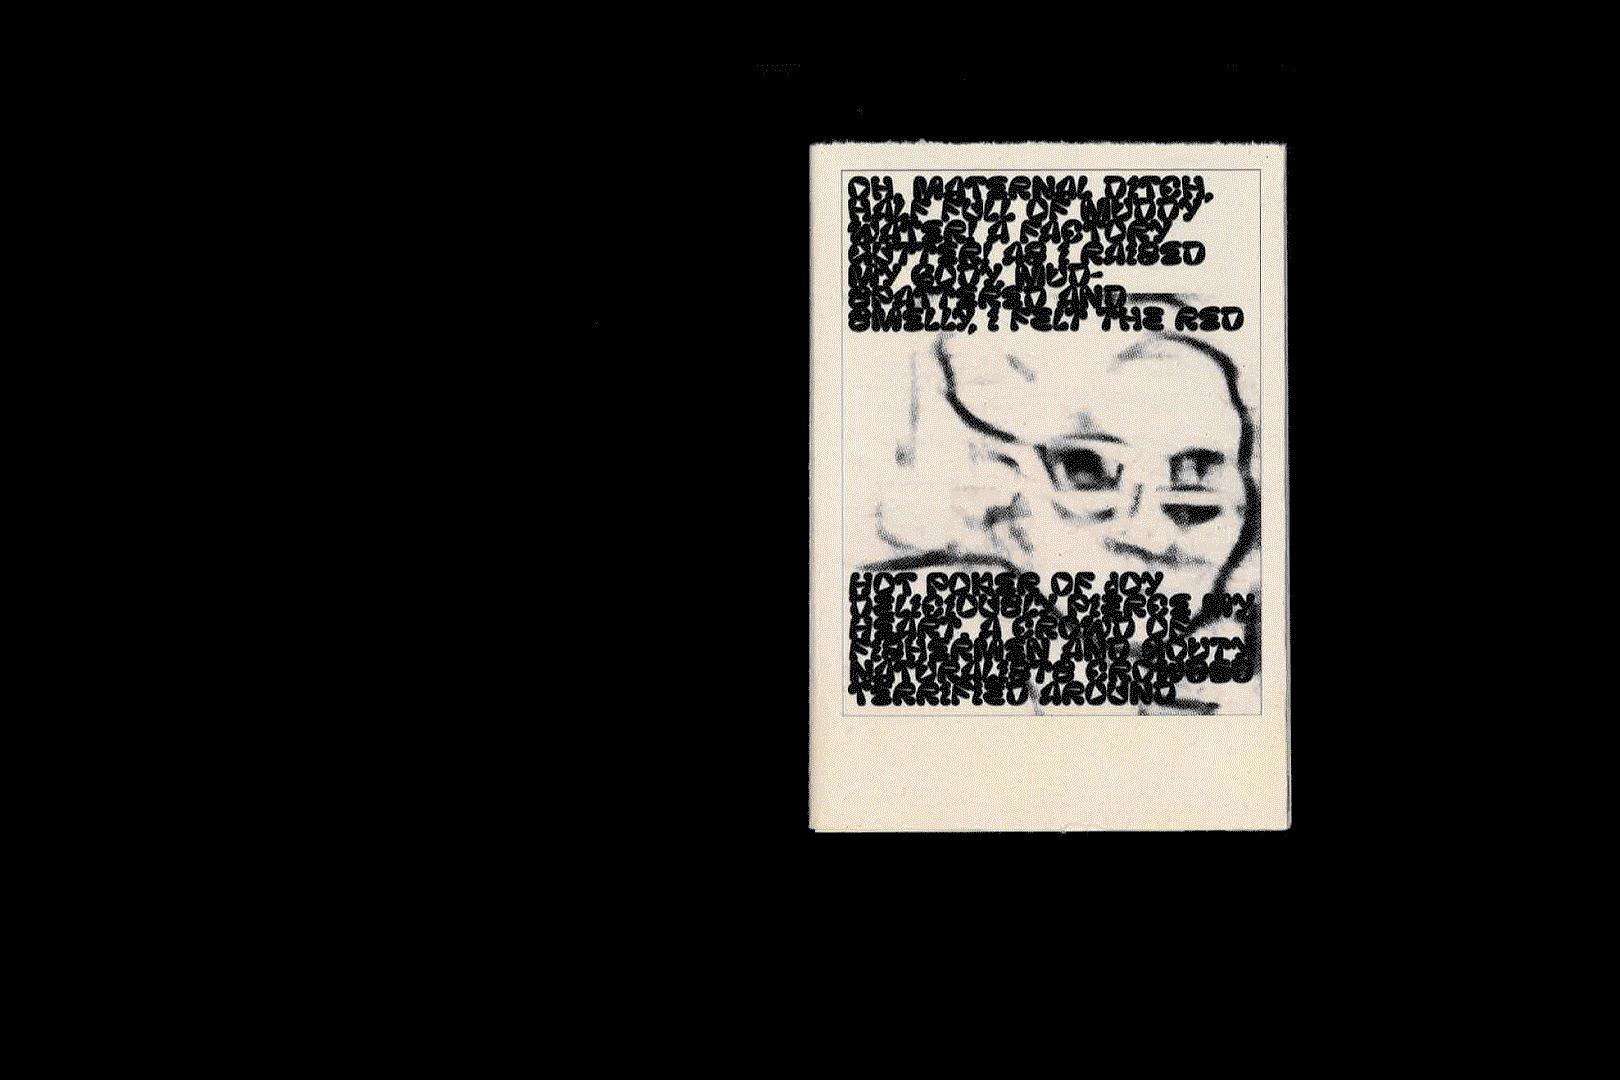 OH, MATERNAL DITCH,
HALF FULL OF MUDDY
WATER! A FACTORY
GUTTER! AS I RAISED
MY BODY, MUD-
SPATTERED AND
SMELLY, I FELT THE RED
HOT POKER OF JOY
DELICIOUSLY PIERCE MY
HEART. A CROWD OF
FISHERMEN AND GOUTY
NATURALISTS CROWDED
TERRIFIED AROUND